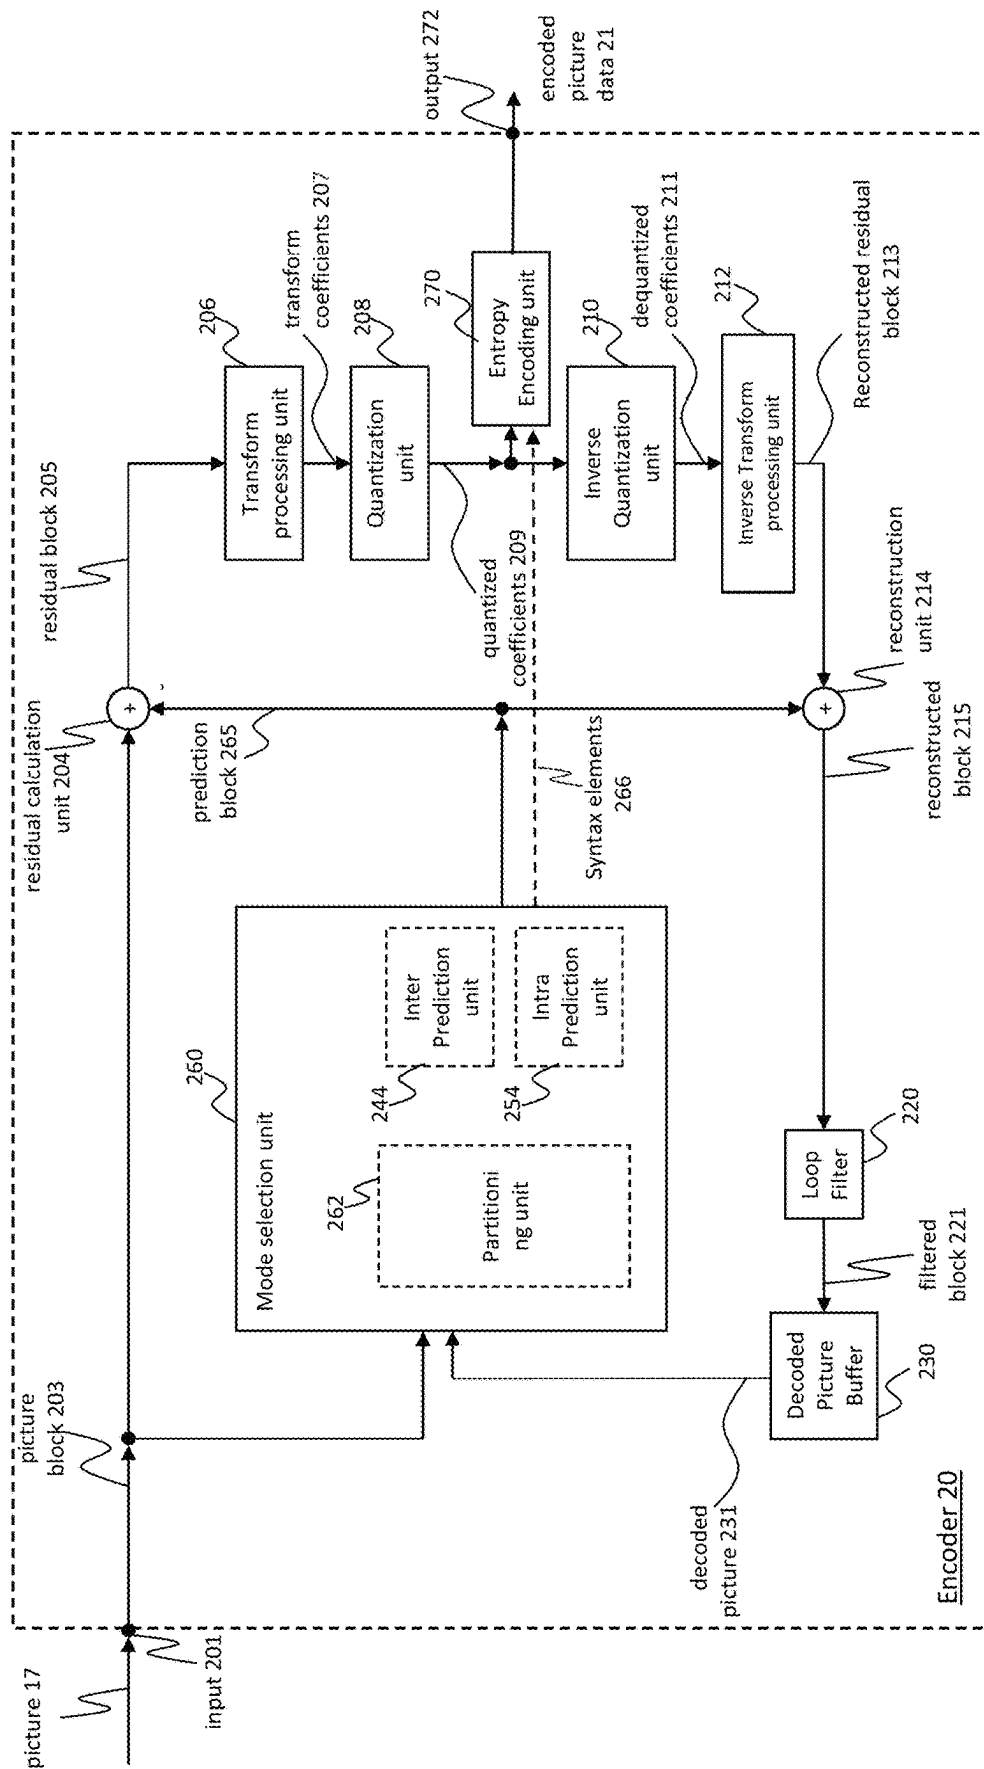 picture 17
input 201
picture
block 203
residual calculation
unit 204
residual block 205
206
Transform
processing unit
transform
coefficients 207
208
Quantization
unit
quantized
coefficients 209
270
Entropy
Encoding unit
output 272
encoded
picture
data 21
210
Inverse
Quantization
unit
dequantized
coefficients 211
212
Inverse Transform
processing unit
Reconstructed residual
block 213
reconstruction
unit 214
+
+
prediction
block 265
Syntax elements
266
260
Mode selection unit
262
Partitioni
ng unit
244
Inter
Prediction
unit
254
Intra
Prediction
unit
reconstructed
block 215
220
Loop
Filter
filtered
block 221
Decoded
Picture
Buffer
230
decoded
picture 231
Encoder 20